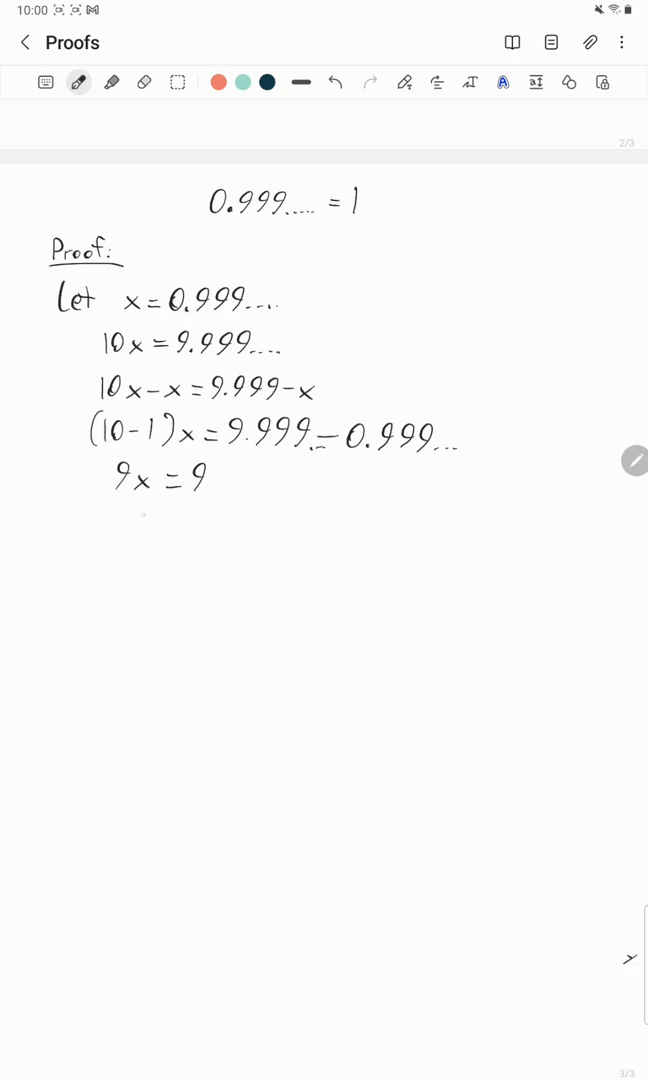 10:00
Proofs
2/3
0.999..... = 1
Proof:
Let x = 0.999....
10x = 9.999....
10x - x = 9.999 - x
(10 - 1)x = 9.999... - 0.999...
9x = 9
3/3